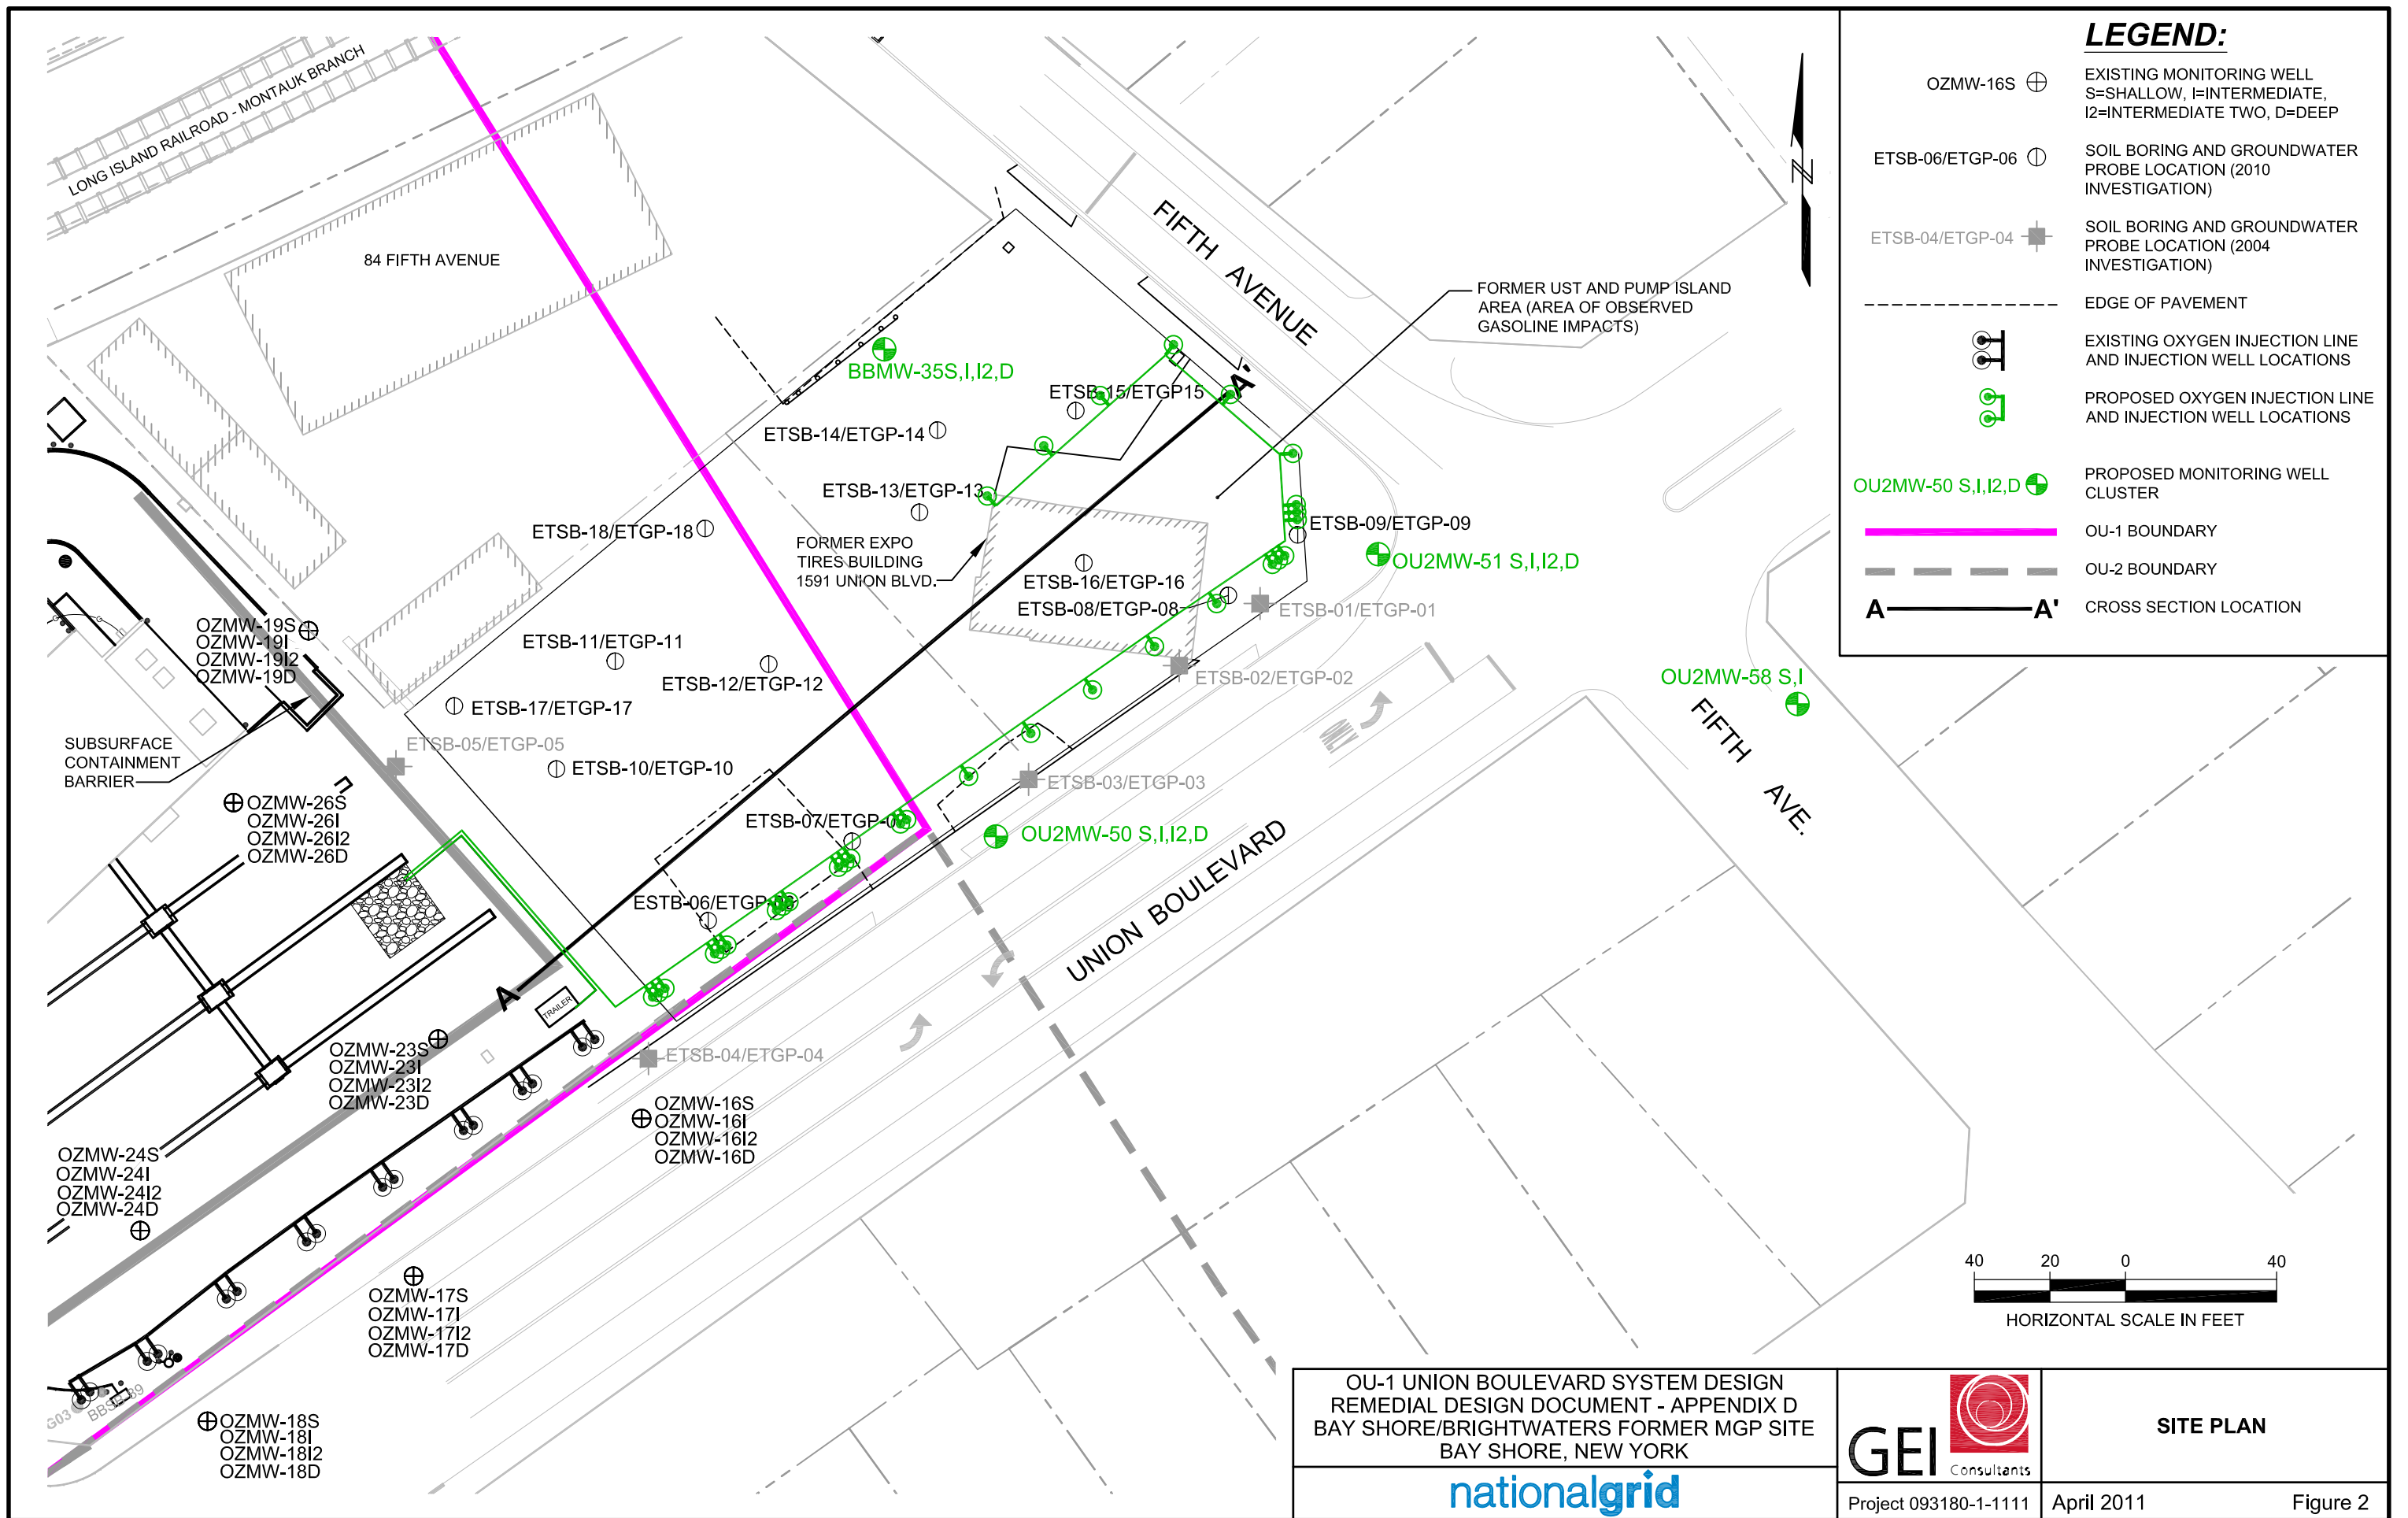 LONG ISLAND RAILROAD - MONTAUK BRANCH
84 FIFTH AVENUE
FIFTH AVENUE
FORMER UST AND PUMP ISLAND
AREA (AREA OF OBSERVED
GASOLINE IMPACTS)
BBMW-35S,I,I2,D
A'
ETSB-15/ETGP15
ETSB-14/ETGP-14
ETSB-13/ETGP-13
ETSB-18/ETGP-18
FORMER EXPO
TIRES BUILDING
1591 UNION BLVD.
ETSB-09/ETGP-09
OU2MW-51 S,I,I2,D
ETSB-16/ETGP-16
ETSB-08/ETGP-08
ETSB-01/ETGP-01
OZMW-19S
OZMW-19I
OZMW-19I2
OZMW-19D
ETSB-11/ETGP-11
ETSB-12/ETGP-12
ETSB-02/ETGP-02
OU2MW-58 S,I
ETSB-17/ETGP-17
FIFTH AVE.
SUBSURFACE
CONTAINMENT
BARRIER
ETSB-05/ETGP-05
ETSB-10/ETGP-10
ETSB-03/ETGP-03
OZMW-26S
OZMW-26I
OZMW-26I2
OZMW-26D
ETSB-07/ETGP-0
OU2MW-50 S,I,I2,D
UNION BOULEVARD
ESTB-06/ETGP-06
A
TRAILER
OZMW-23S
OZMW-23I
OZMW-23I2
OZMW-23D
ETSB-04/ETGP-04
OZMW-16S
OZMW-16I
OZMW-16I2
OZMW-16D
OZMW-24S
OZMW-24I
OZMW-24I2
OZMW-24D
OZMW-17S
OZMW-17I
OZMW-17I2
OZMW-17D
G03
OZMW-18S
OZMW-18I
OZMW-18I2
OZMW-18D
N
LEGEND:
OZMW-16S
EXISTING MONITORING WELL
S=SHALLOW, I=INTERMEDIATE,
I2=INTERMEDIATE TWO, D=DEEP
ETSB-06/ETGP-06
SOIL BORING AND GROUNDWATER
PROBE LOCATION (2010
INVESTIGATION)
ETSB-04/ETGP-04
SOIL BORING AND GROUNDWATER
PROBE LOCATION (2004
INVESTIGATION)
EDGE OF PAVEMENT
EXISTING OXYGEN INJECTION LINE
AND INJECTION WELL LOCATIONS
PROPOSED OXYGEN INJECTION LINE
AND INJECTION WELL LOCATIONS
OU2MW-50 S,I,I2,D
PROPOSED MONITORING WELL
CLUSTER
OU-1 BOUNDARY
OU-2 BOUNDARY
A A' CROSS SECTION LOCATION
40 20 0 40
HORIZONTAL SCALE IN FEET
OU-1 UNION BOULEVARD SYSTEM DESIGN
REMEDIAL DESIGN DOCUMENT - APPENDIX D
BAY SHORE/BRIGHTWATERS FORMER MGP SITE
BAY SHORE, NEW YORK
nationalgrid
GEI Consultants
Project 093180-1-1111
SITE PLAN
April 2011
Figure 2